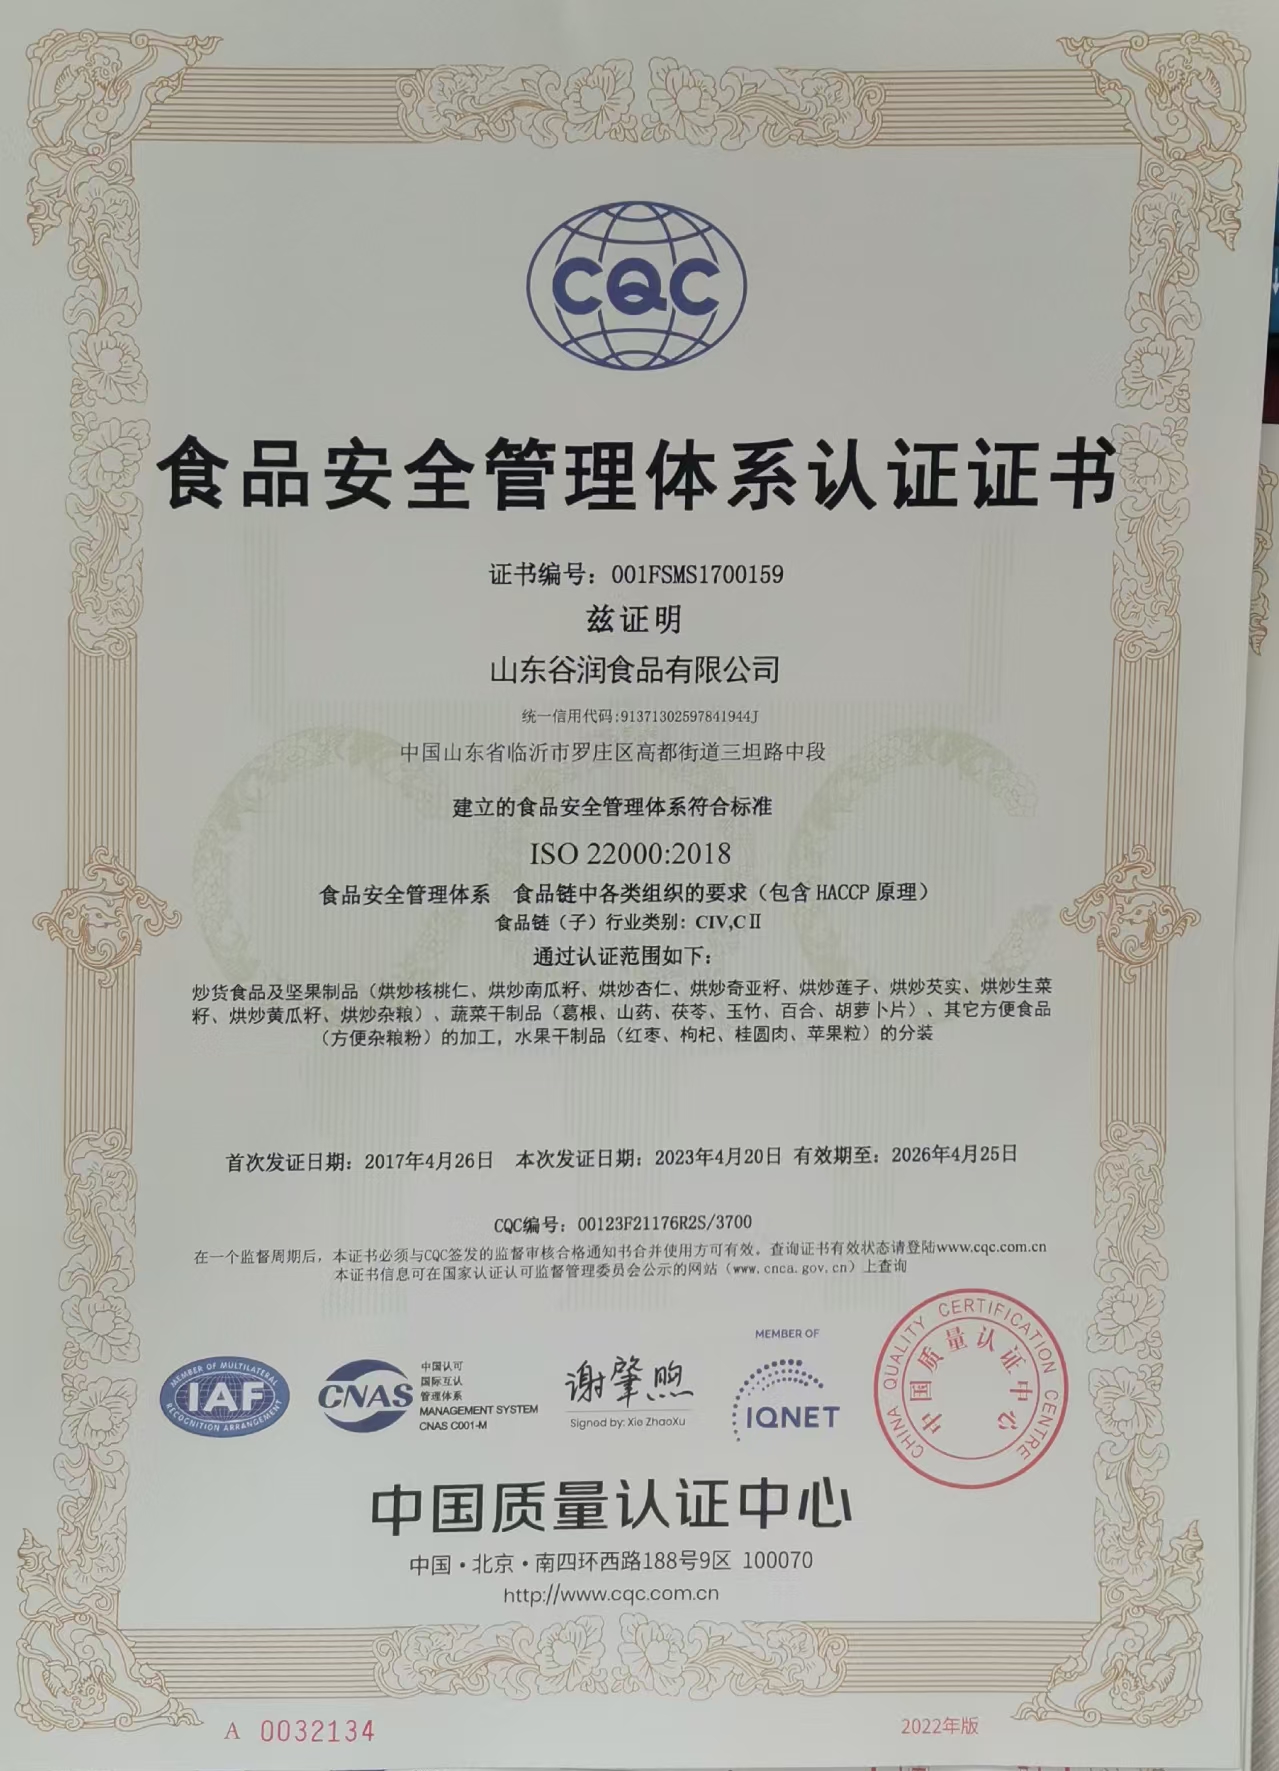 CQC
食品安全管理体系认证证书
证书编号：001FSMS1700159
兹证明
山东谷润食品有限公司
统一信用代码:91371302597841944J
中国山东省临沂市罗庄区高都街道三坦路中段
建立的食品安全管理体系符合标准
ISO 22000:2018
食品安全管理体系 食品链中各类组织的要求（包含 HACCP 原理）
食品链（子）行业类别：CIV,CⅡ
通过认证范围如下：
炒货食品及坚果制品（烘炒核桃仁、烘炒南瓜籽、烘炒杏仁、烘炒奇亚籽、烘炒莲子、烘炒芡实、烘炒生菜
籽、烘炒黄瓜籽、烘炒杂粮）、蔬菜干制品（葛根、山药、茯苓、玉竹、百合、胡萝卜片）、其它方便食品
（方便杂粮粉）的加工，水果干制品（红枣、枸杞、桂圆肉、苹果粒）的分装
首次发证日期：2017年4月26日 本次发证日期：2023年4月20日 有效期至：2026年4月25日
CQC编号：00123F21176R2S/3700
在一个监督周期后，本证书必须与CQC签发的监督审核合格通知书合并使用方可有效。查询证书有效状态请登陆www.cqc.com.cn
本证书信息可在国家认证认可监督管理委员会公示的网站（www.cnca.gov.cn）上查询
MEMBER OF MULTILATERAL
IAF
RECOGNITION ARRANGEMENT
CNAS
中国认可
国际互认
管理体系
MANAGEMENT SYSTEM
CNAS C001-M
谢肇煦
Signed by: Xie ZhaoXu
MEMBER OF
IQNET
CHINA QUALITY CERTIFICATION CENTRE
中国质量认证中心
中国质量认证中心
中国·北京·南四环西路188号9区 100070
http://www.cqc.com.cn
A 0032134
2022年版